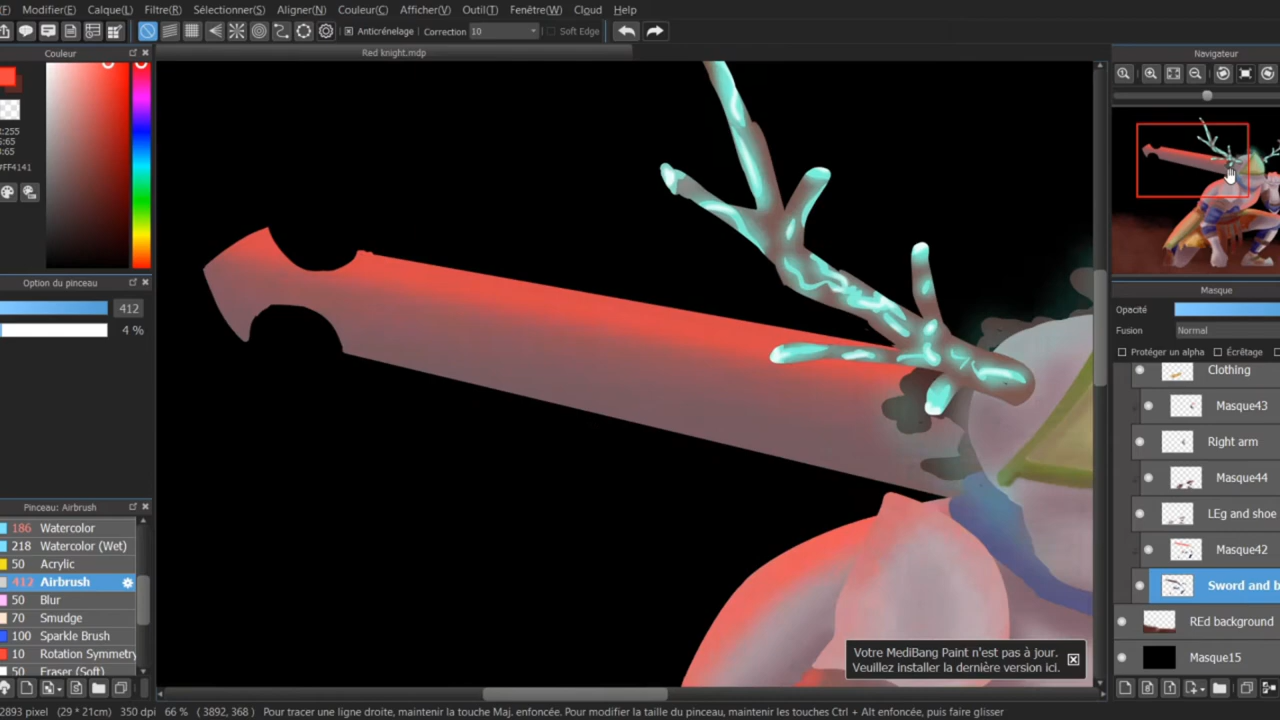 Modifier(E) Calque(L) Filtre(R) Sélectionner(S) Aligner(N) Couleur(C) Afficher(V) Outil(T) Fenêtre(W) Cloud Help
Anticrénelage Correction 10 Soft Edge
Couleur Red knight.mdp Navigateur
:255
:65
:65
#FF4141
Option du pinceau
412
4 %
Masque
Opacité
Fusion Normal
Protéger un alpha Écrêtage
Clothing
Masque43
Right arm
Masque44
LEg and shoe
Masque42
Sword and b
REd background
Masque15
Pinceau: Airbrush
186 Watercolor
218 Watercolor (Wet)
50 Acrylic
412 Airbrush
50 Blur
70 Smudge
100 Sparkle Brush
10 Rotation Symmetry
50 Eraser (Soft)
Votre MediBang Paint n'est pas à jour.
Veuillez installer la dernière version ici.
2893 pixel (29 * 21cm) 350 dpi 66 % ( 3892, 368 ) Pour tracer une ligne droite, maintenir la touche Maj. enfoncée. Pour modifier la taille du pinceau, maintenir les touches Ctrl + Alt enfoncée, puis faire glisser